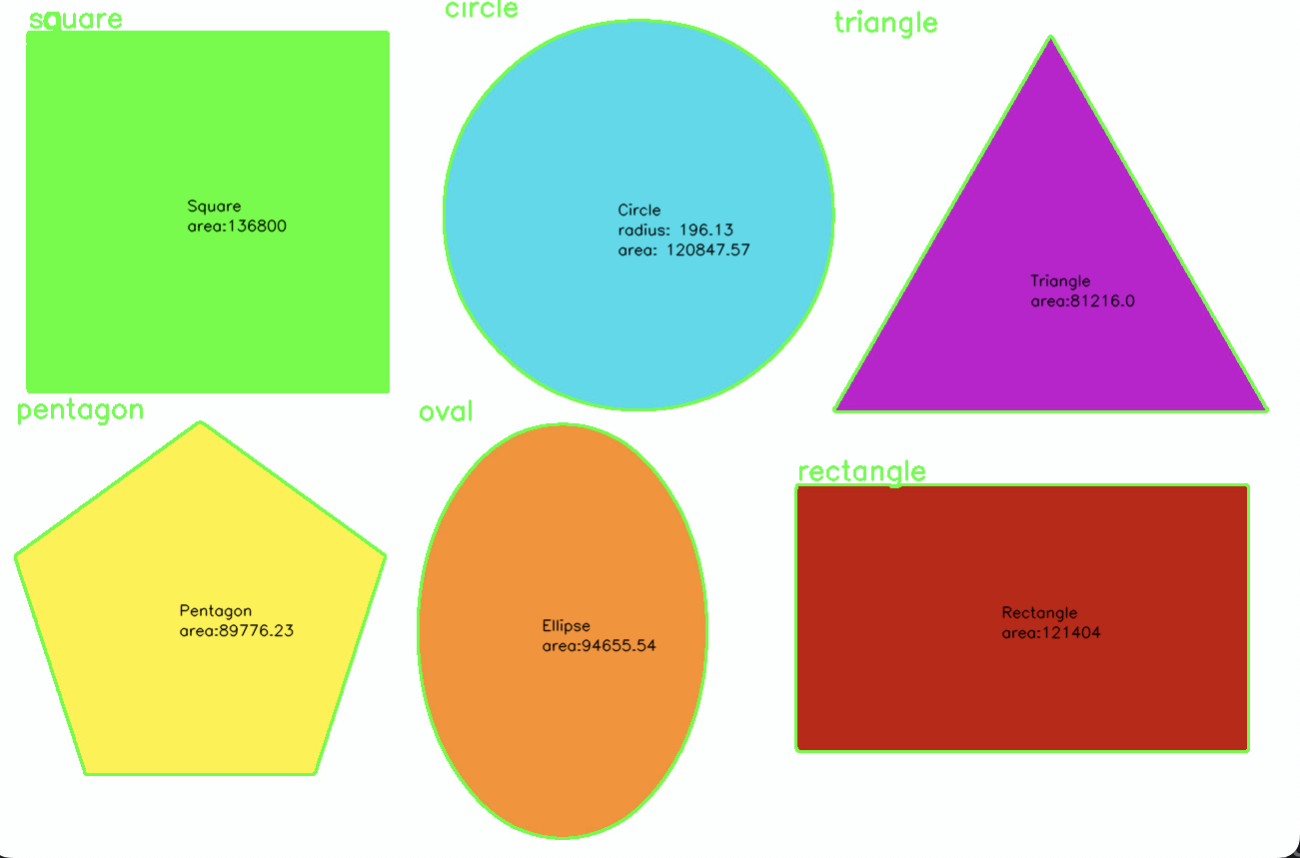 square
circle
triangle
Square
area:136800
Circle
radius: 196.13
area: 120847.57
Triangle
area:81216.0
pentagon
oval
rectangle
Pentagon
area:89776.23
Ellipse
area:94655.54
Rectangle
area:121404